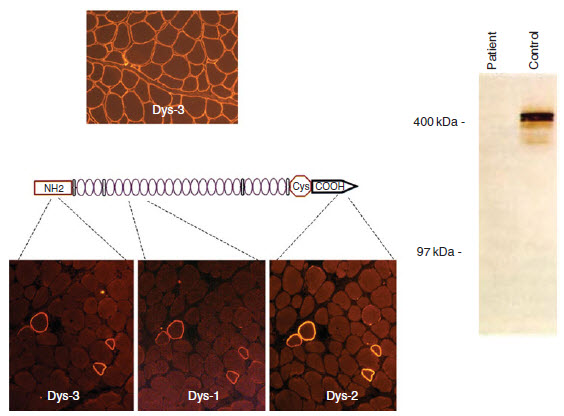 Dys-3
Patient
Control
400 kDa -
NH2
Cys
COOH
97 kDa -
Dys-3
Dys-1
Dys-2